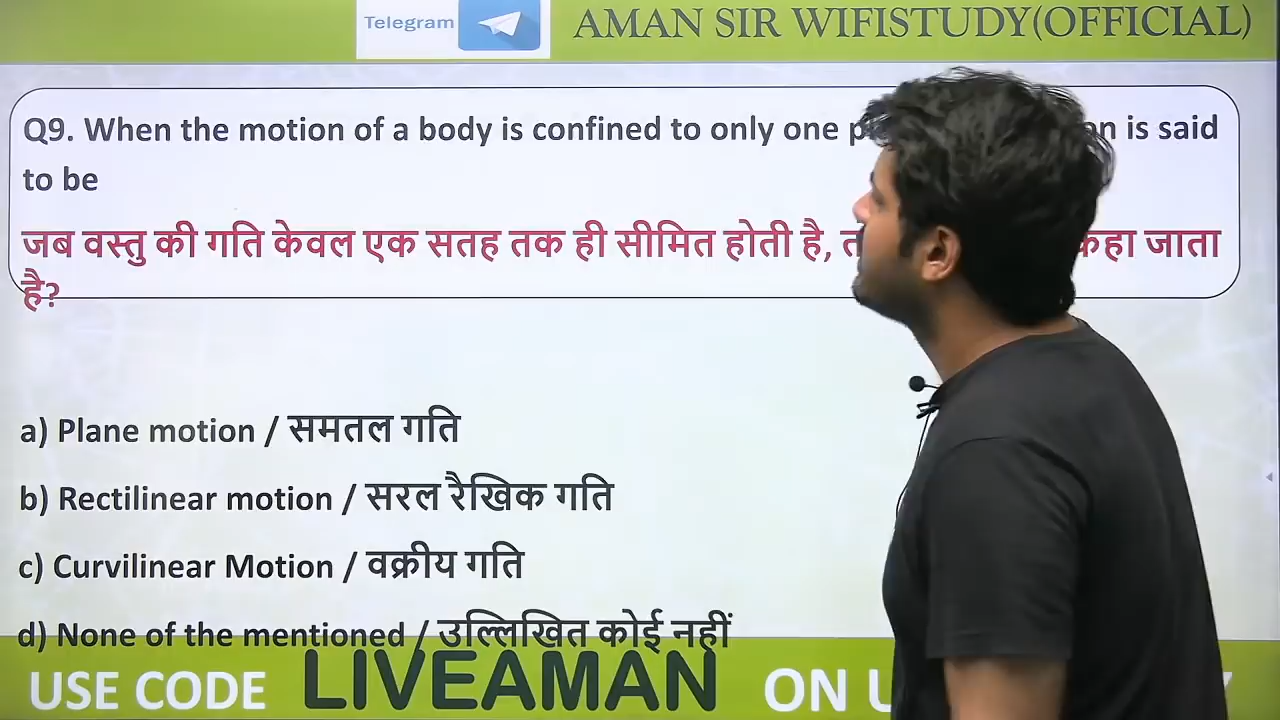 Telegram
AMAN SIR WIFISTUDY(OFFICIAL)
Q9. When the motion of a body is confined to only one is said
to be
जब वस्तु की गति केवल एक सतह तक ही सीमित होती है, कहा जाता
है?
a) Plane motion / समतल गति
b) Rectilinear motion / सरल रैखिक गति
c) Curvilinear Motion / वक्रीय गति
d) None of the mentioned / उल्लिखित कोई नहीं
USE CODE LIVEAMAN ON